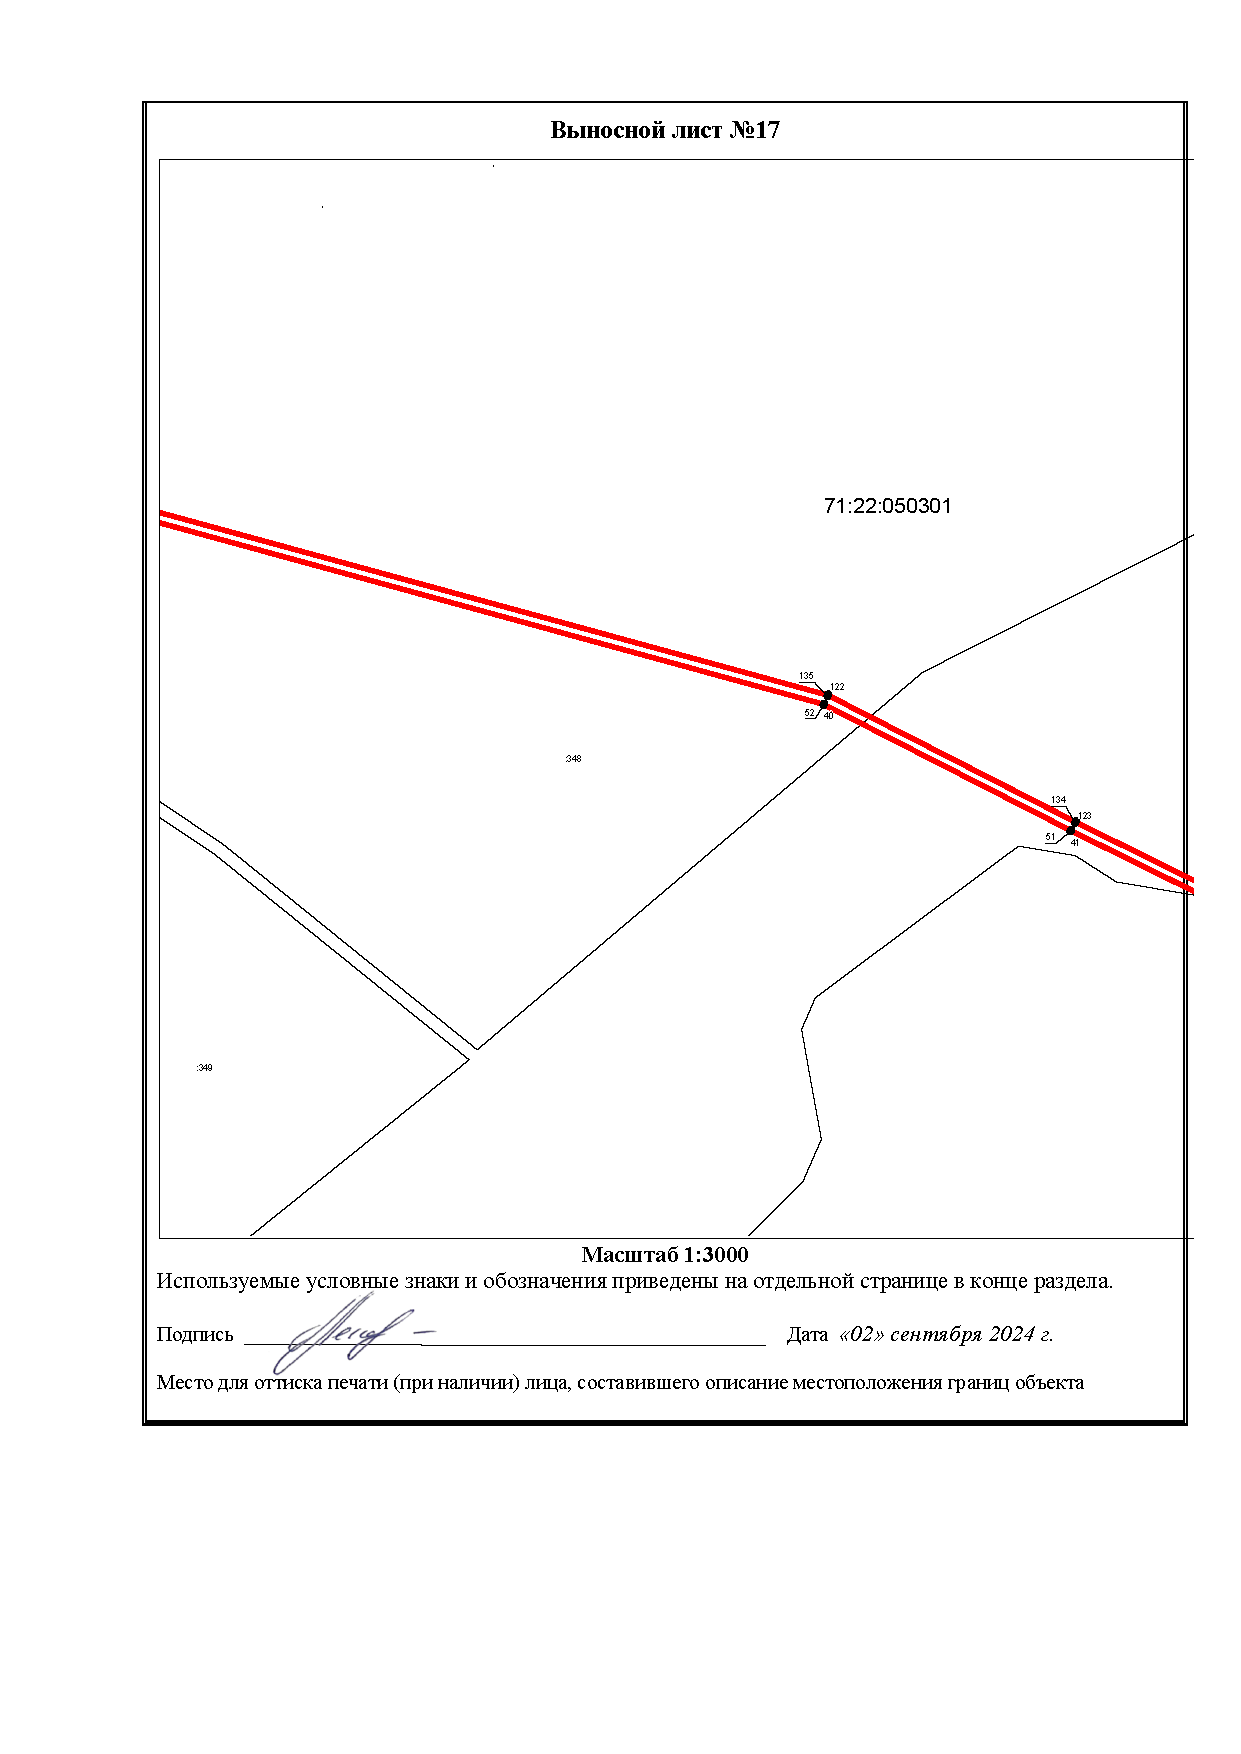 Выносной лист №17
71:22:050301
135
122
52
40
:348
134
123
51
41
:349
Масштаб 1:3000
Используемые условные знаки и обозначения приведены на отдельной странице в конце раздела.
Подпись Дата «02» сентября 2024 г.
Место для оттиска печати (при наличии) лица, составившего описание местоположения границ объекта